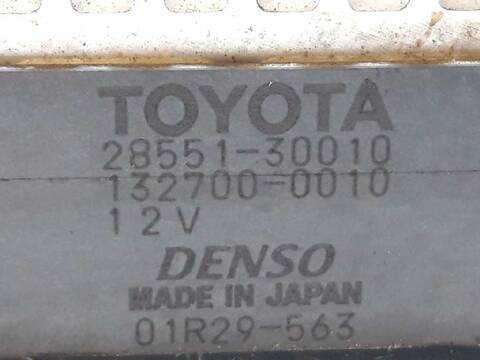 TOYOTA
28551-30010
132700-0010
12V
DENSO
MADE IN JAPAN
01R29-563